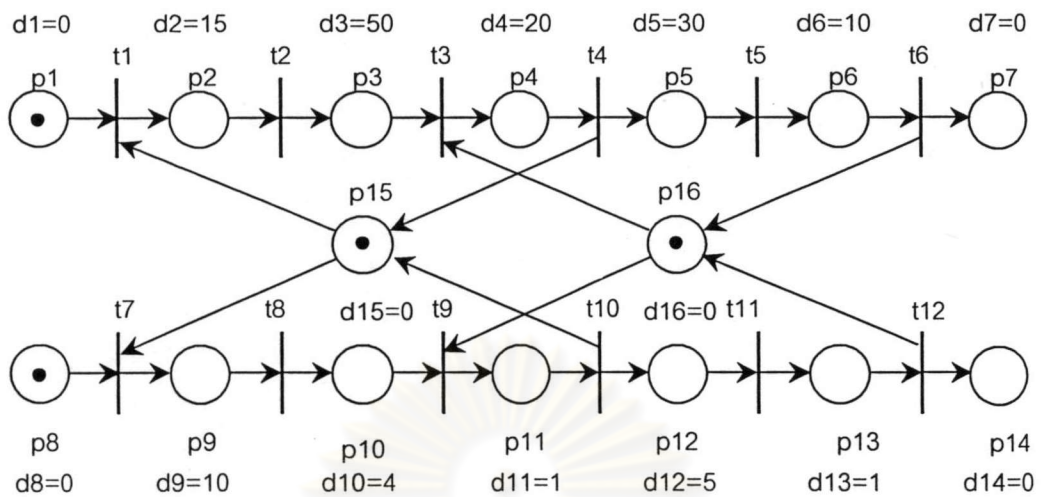 d1=0 d2=15 d3=50 d4=20 d5=30 d6=10 d7=0
t1 t2 t3 t4 t5 t6
p1 p2 p3 p4 p5 p6 p7
p15 p16
t7 t8 d15=0 t9 t10 d16=0 t11 t12
p8 p9 p10 p11 p12 p13 p14
d8=0 d9=10 d10=4 d11=1 d12=5 d13=1 d14=0